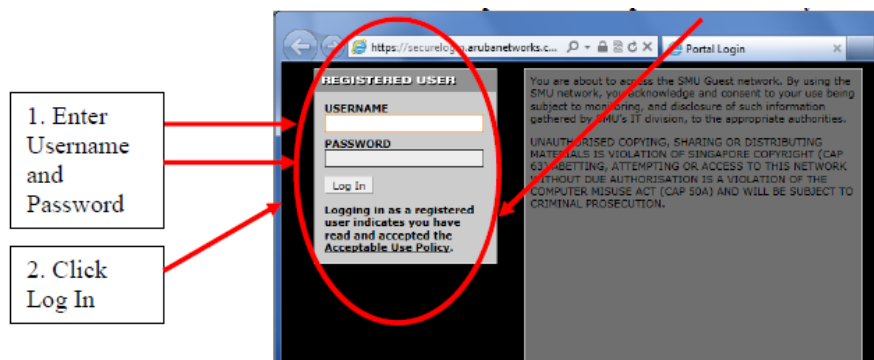 https://securelogin.arubanetworks.c...
Portal Login
1. Enter
Username
and
Password
2. Click
Log In
REGISTERED USER
USERNAME
PASSWORD
Log In
Logging in as a registered
user indicates you have
read and accepted the
Acceptable Use Policy.
You are about to access the SMU Guest network. By using the
SMU network, you acknowledge and consent to your use being
subject to monitoring, and disclosure of such information
gathered by SMU's IT division, to the appropriate authorities.
UNAUTHORISED COPYING, SHARING OR DISTRIBUTING
MATERIALS IS VIOLATION OF SINGAPORE COPYRIGHT (CAP
63) ABETTING, ATTEMPTING OR ACCESS TO THIS NETWORK
WITHOUT DUE AUTHORISATION IS A VIOLATION OF THE
COMPUTER MISUSE ACT (CAP 50A) AND WILL BE SUBJECT TO
CRIMINAL PROSECUTION.